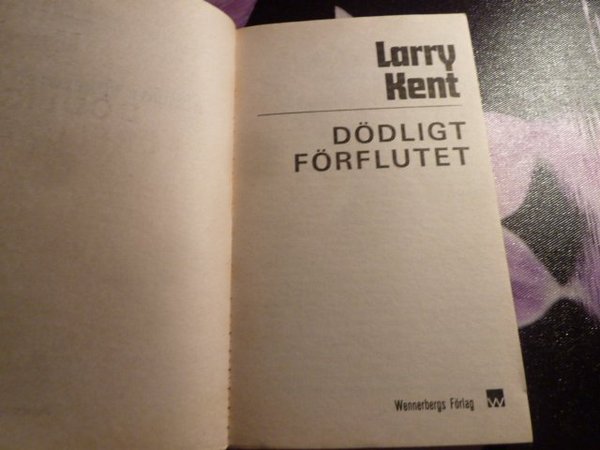 Larry
Kent
DÖDLIGT
FÖRFLUTET
Wennerbergs Förlag W